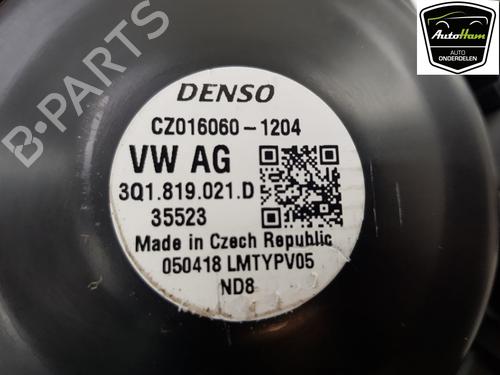 AutoHam
AUTO
ONDERDELEN
B-PARTS
DENSO
CZ016060-1204
VW AG
3Q1.819.021.D
35523
Made in Czech Republic
050418 LMTYPV05
ND8